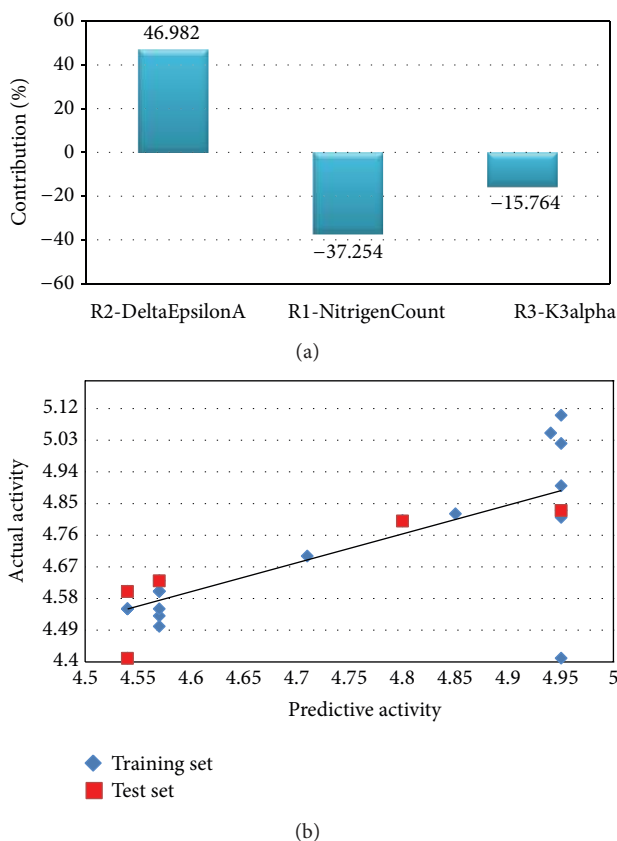 60
40
20
0
−20
−40
−60
Contribution (%)
46.982
−37.254
−15.764
R2-DeltaEpsilonA R1-NitrigenCount R3-K3alpha
(a)
5.12
5.03
4.94
4.85
4.76
4.67
4.58
4.49
4.4
Actual activity
4.5 4.55 4.6 4.65 4.7 4.75 4.8 4.85 4.9 4.95 5
Predictive activity
Training set
Test set
(b)